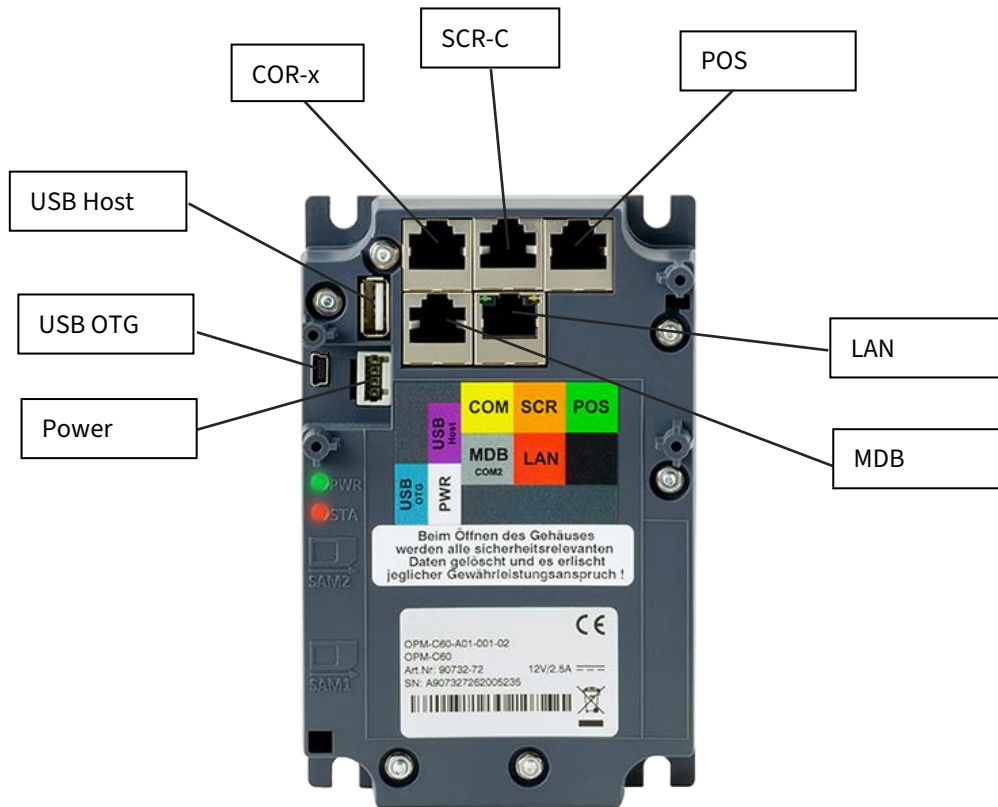 SCR-C
COR-x
POS
USB Host
USB OTG
LAN
Power
MDB
COM SCR POS
USB
Host
MDB
COM2
LAN
USB
OTG
PWR
PWR
STA
Beim Öffnen des Gehäuses
werden alle sicherheitsrelevanten
Daten gelöscht und es erlischt
jeglicher Gewährleistungsanspruch !
SAM2
CE
OPM-C60-A01-001-02
OPM-C60
Art.Nr: 90732-72 12V/2.5A
SN: A907327262005235
SAM1